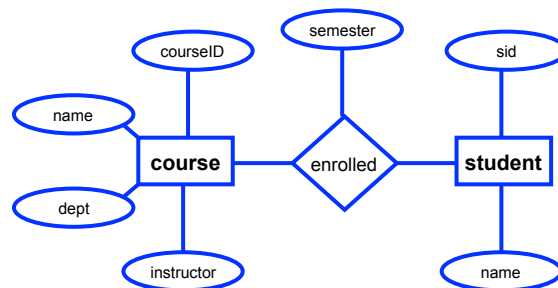 semester
courseID
sid
name
course
enrolled
student
dept
instructor
name